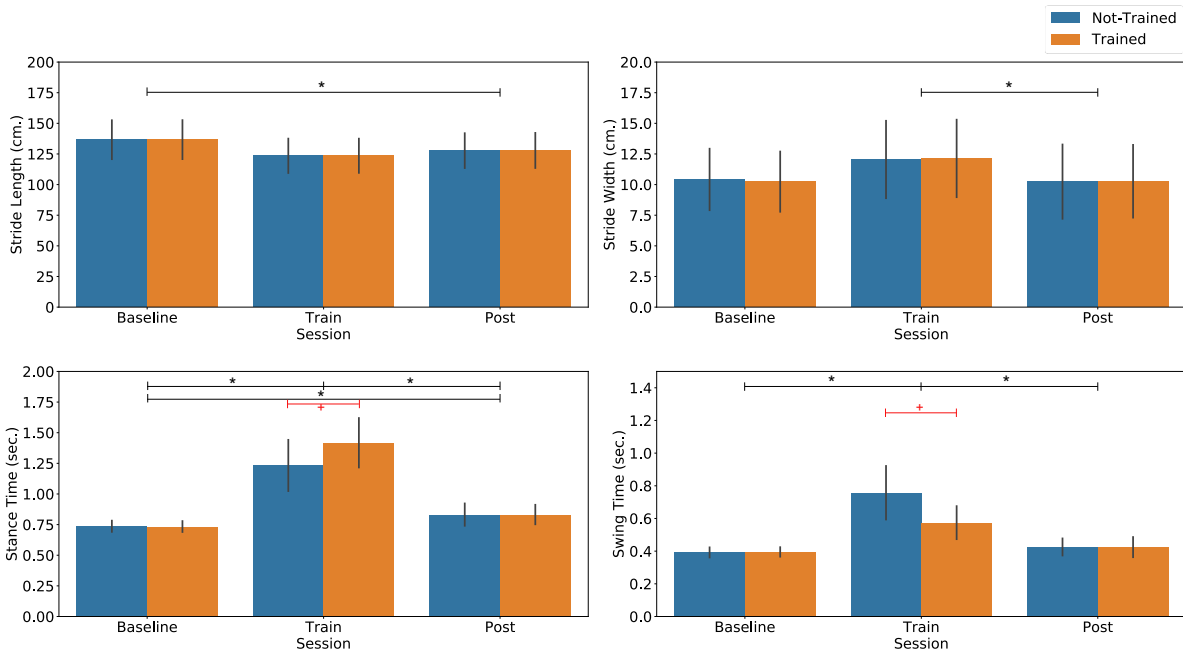 Not-Trained
Trained
Stride Length (cm.)
200
175
150
125
100
75
50
25
0
*
Baseline
Train
Post
Session
Stride Width (cm.)
20.0
17.5
15.0
12.5
10.0
7.5
5.0
2.5
0.0
*
Baseline
Train
Post
Session
Stance Time (sec.)
2.00
1.75
1.50
1.25
1.00
0.75
0.50
0.25
0.00
* *
*
+
Baseline
Train
Post
Session
Swing Time (sec.)
1.4
1.2
1.0
0.8
0.6
0.4
0.2
0.0
* *
+
Baseline
Train
Post
Session